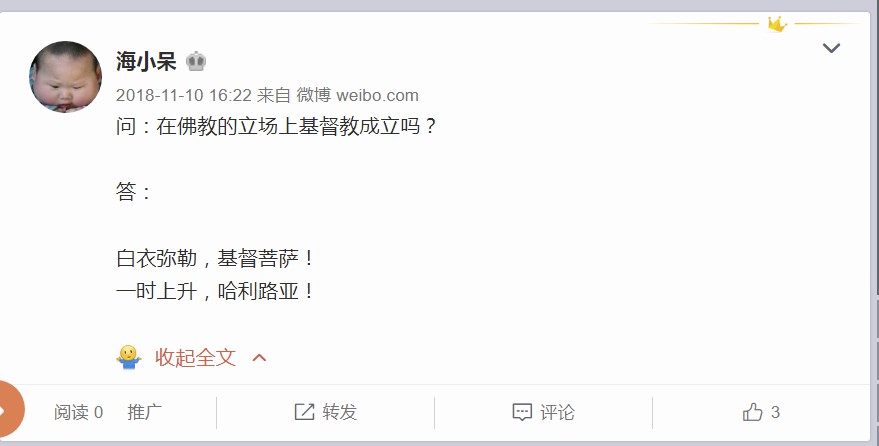 海小呆
2018-11-10 16:22 来自 微博 weibo.com
问：在佛教的立场上基督教成立吗？
答：
白衣弥勒，基督菩萨！
一时上升，哈利路亚！
收起全文
阅读 0 推广 转发 评论 3